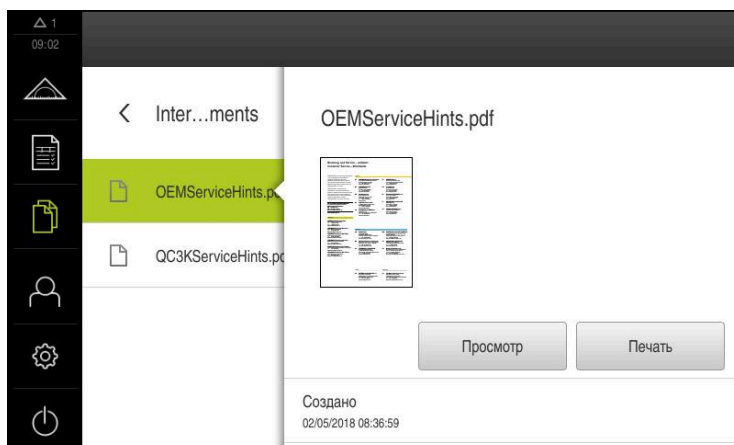 1
09:02
Inter...ments
OEMServiceHints.pd
QC3KServiceHints.pd
OEMServiceHints.pdf
Просмотр
Печать
Создано
02/05/2018 08:36:59